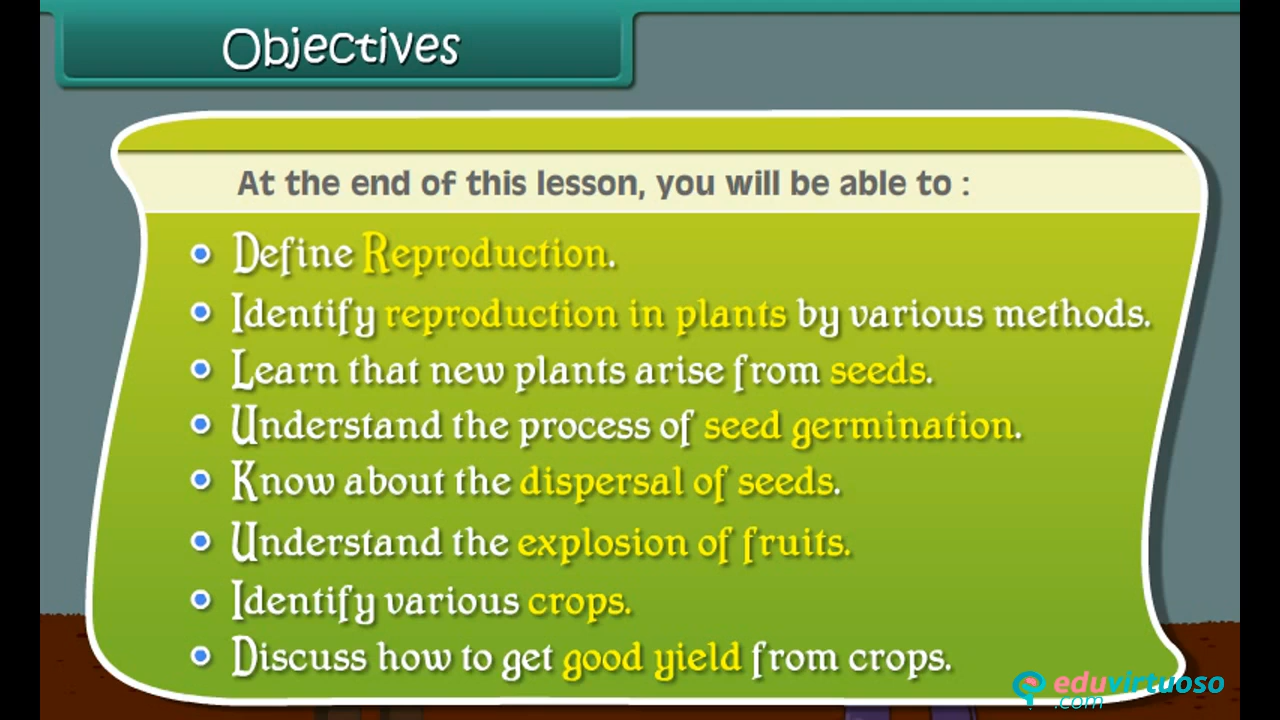 Objectives
At the end of this lesson, you will be able to :
Define Reproduction.
Identify reproduction in plants by various methods.
Learn that new plants arise from seeds.
Understand the process of seed germination.
Know about the dispersal of seeds.
Understand the explosion of fruits.
Identify various crops.
Discuss how to get good yield from crops.
eduvirtuoso
.com